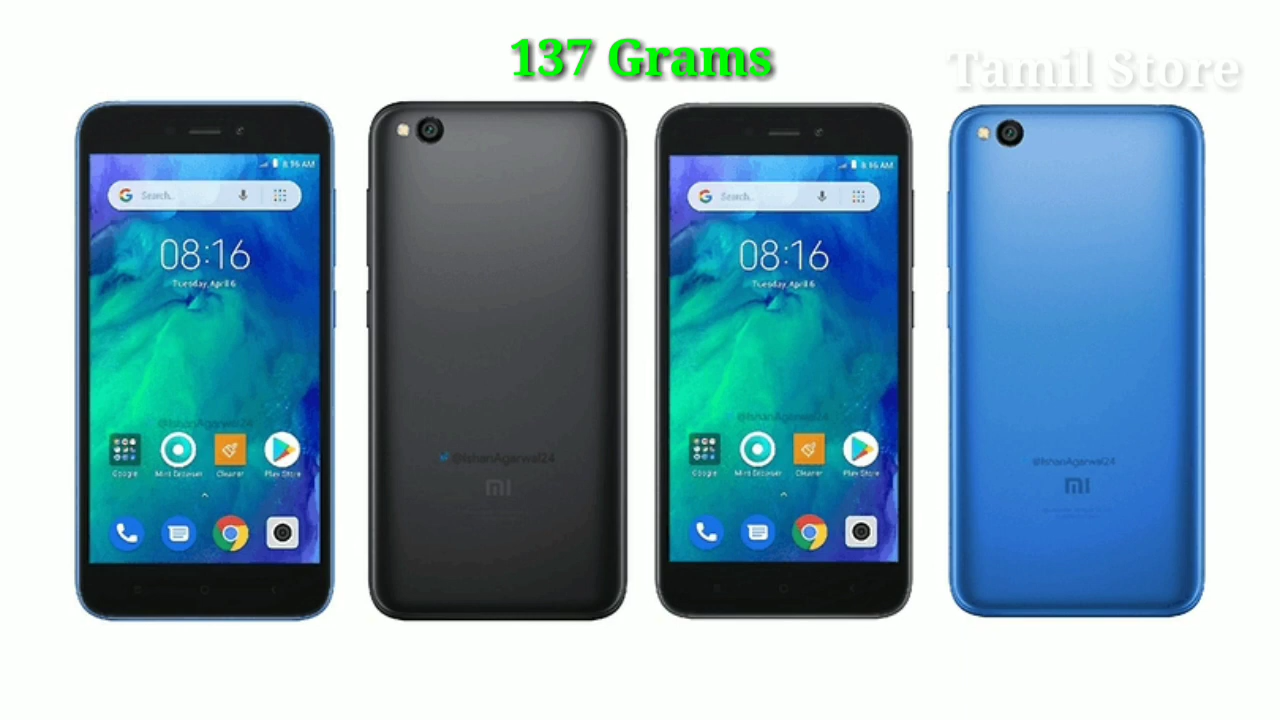 137 Grams
Tamil Store
8:16 AM
Search..
08:16
Tuesday, April 6
@IshanAgarwal24
Google
Mint Browser
Cleaner
Play Store
@IshanAgarwal24
mi
8:16 AM
Search..
08:16
Tuesday, April 6
@IshanAgarwal24
Google
Mint Browser
Cleaner
Play Store
@IshanAgarwal24
mi